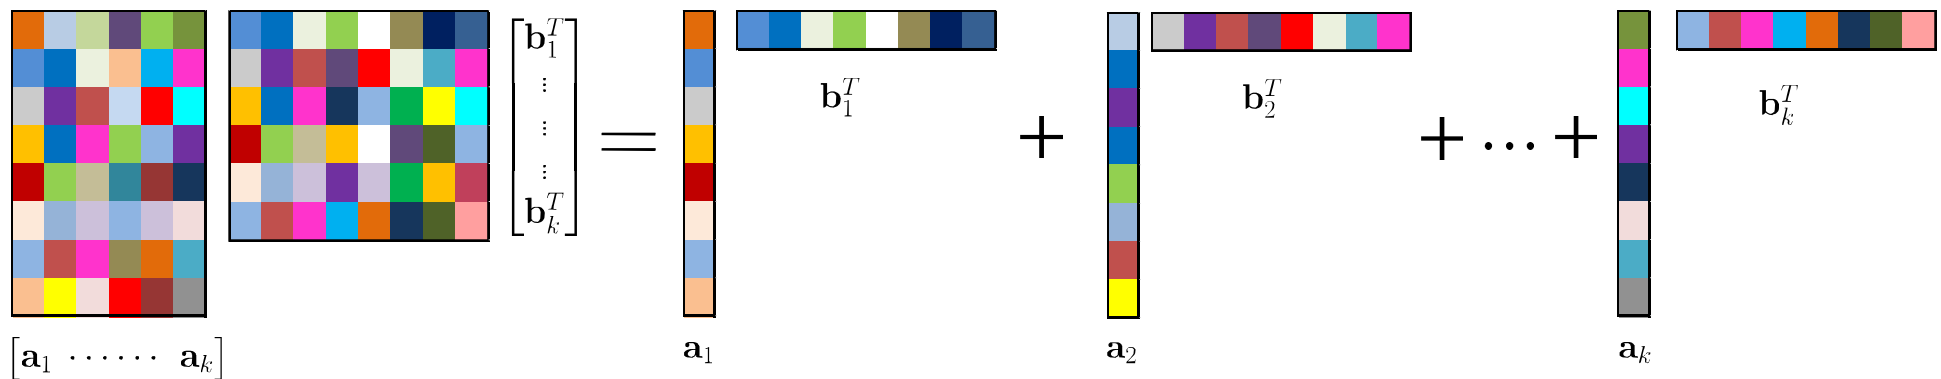 [b₁ᵀ ⋮ ⋮ ⋮ bₖᵀ] =
b₁ᵀ + b₂ᵀ + ⋯ + bₖᵀ
[a₁ ⋯⋯ aₖ] a₁ a₂ aₖ